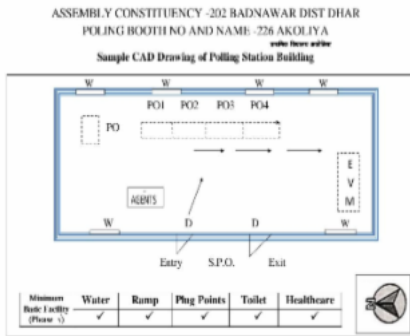 ASSEMBLY CONSTITUENCY -202 BADNAWAR DIST DHAR
POLING BOOTH NO AND NAME -226 AKOLIYA
Sample CAD Drawing of Polling Station Building
W W W W
PO1 PO2 PO3 PO4
PO
E
V
M
AGENTS
W D D W
Entry S.P.O. Exit
Minimum Water Ramp Plug Points Toilet Healthcare
Basic Facility ✓ ✓ ✓ ✓ ✓
(Please √)